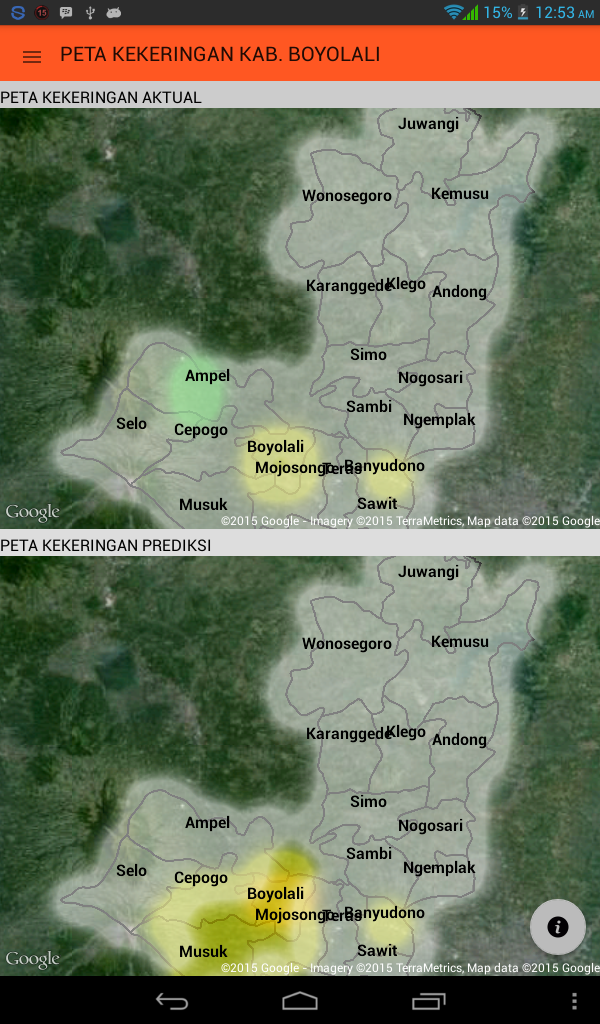 15
15%
12:53 AM
PETA KEKERINGAN KAB. BOYOLALI
PETA KEKERINGAN AKTUAL
Juwangi
Wonosegoro
Kemusu
Karanggede
Klego
Andong
Simo
Nogosari
Ampel
Sambi
Ngemplak
Selo
Cepogo
Boyolali
Mojosongo
Teras
Banyudono
Musuk
Sawit
Google
©2015 Google - Imagery ©2015 TerraMetrics, Map data ©2015 Google
PETA KEKERINGAN PREDIKSI
Juwangi
Wonosegoro
Kemusu
Karanggede
Klego
Andong
Simo
Ampel
Nogosari
Sambi
Ngemplak
Selo
Cepogo
Boyolali
Mojosongo
Teras
Banyudono
Musuk
Sawit
Google
©2015 Google - Imagery ©2015 TerraMetrics, Map data ©2015 Google